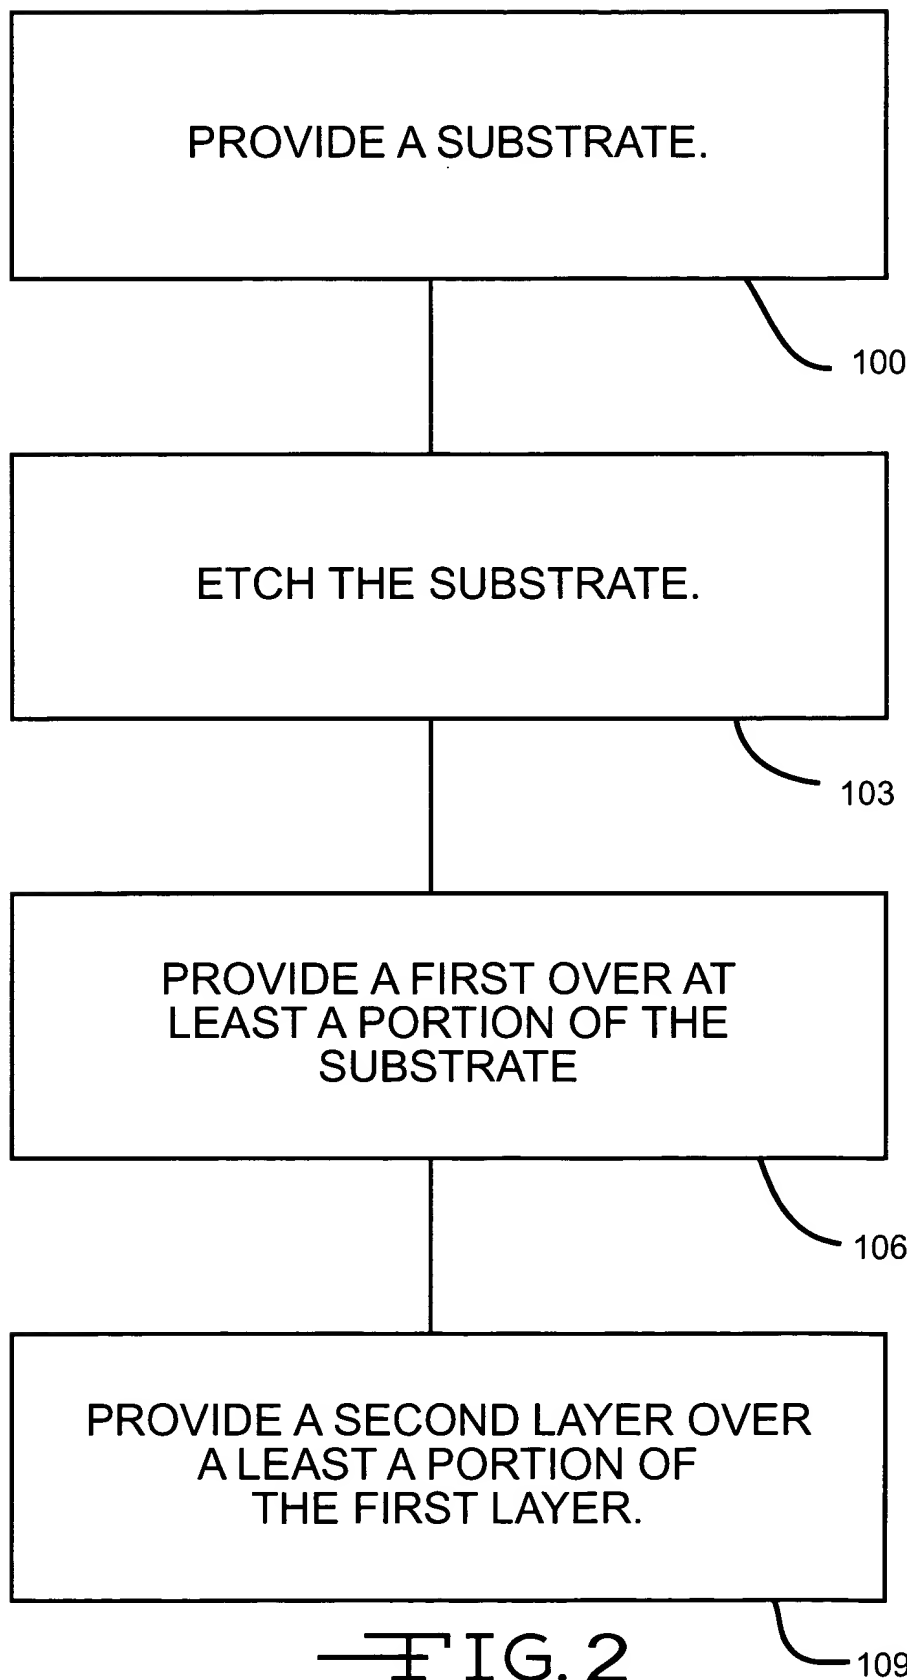 PROVIDE A SUBSTRATE.
100
ETCH THE SUBSTRATE.
103
PROVIDE A FIRST OVER AT
LEAST A PORTION OF THE
SUBSTRATE
106
PROVIDE A SECOND LAYER OVER
A LEAST A PORTION OF
THE FIRST LAYER.
109
FIG. 2